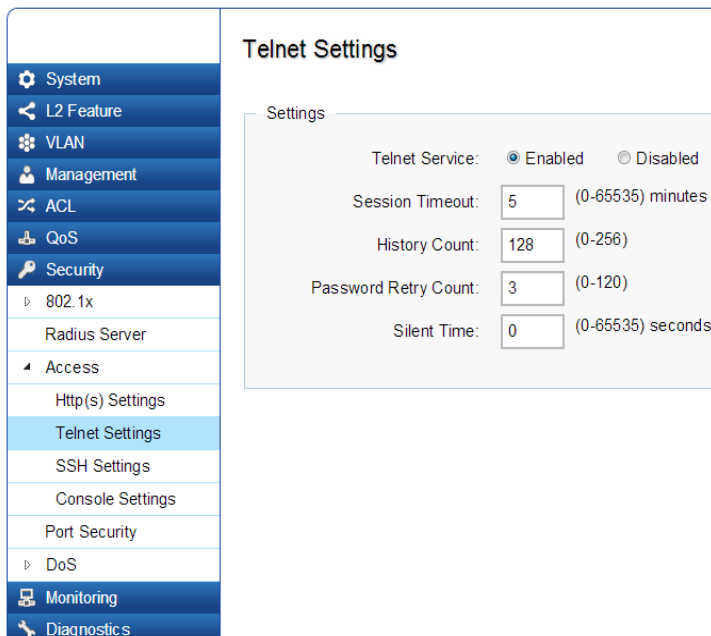 Telnet Settings
System
L2 Feature
VLAN
Management
ACL
QoS
Security
802.1x
Radius Server
Access
Http(s) Settings
Telnet Settings
SSH Settings
Console Settings
Port Security
DoS
Monitoring
Diagnostics
Settings
Telnet Service: Enabled Disabled
Session Timeout: 5 (0-65535) minutes
History Count: 128 (0-256)
Password Retry Count: 3 (0-120)
Silent Time: 0 (0-65535) seconds